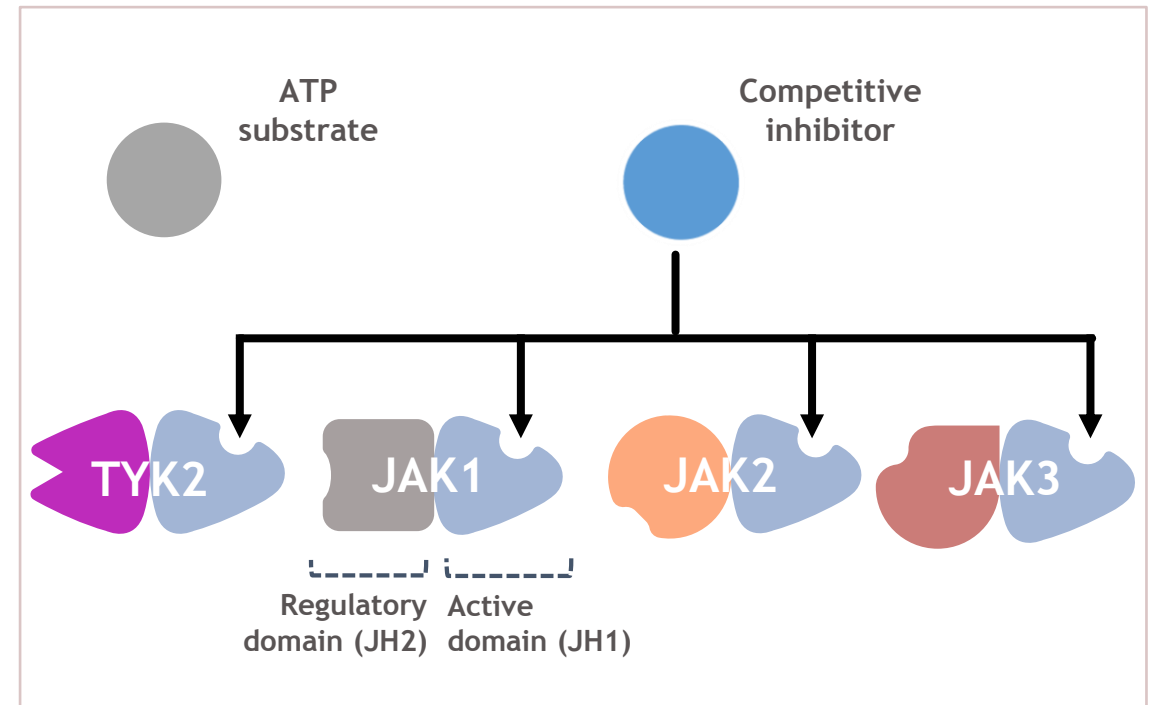 ATP
substrate
Competitive
inhibitor
TYK2
JAK1
JAK2
JAK3
Regulatory
domain (JH2)
Active
domain (JH1)